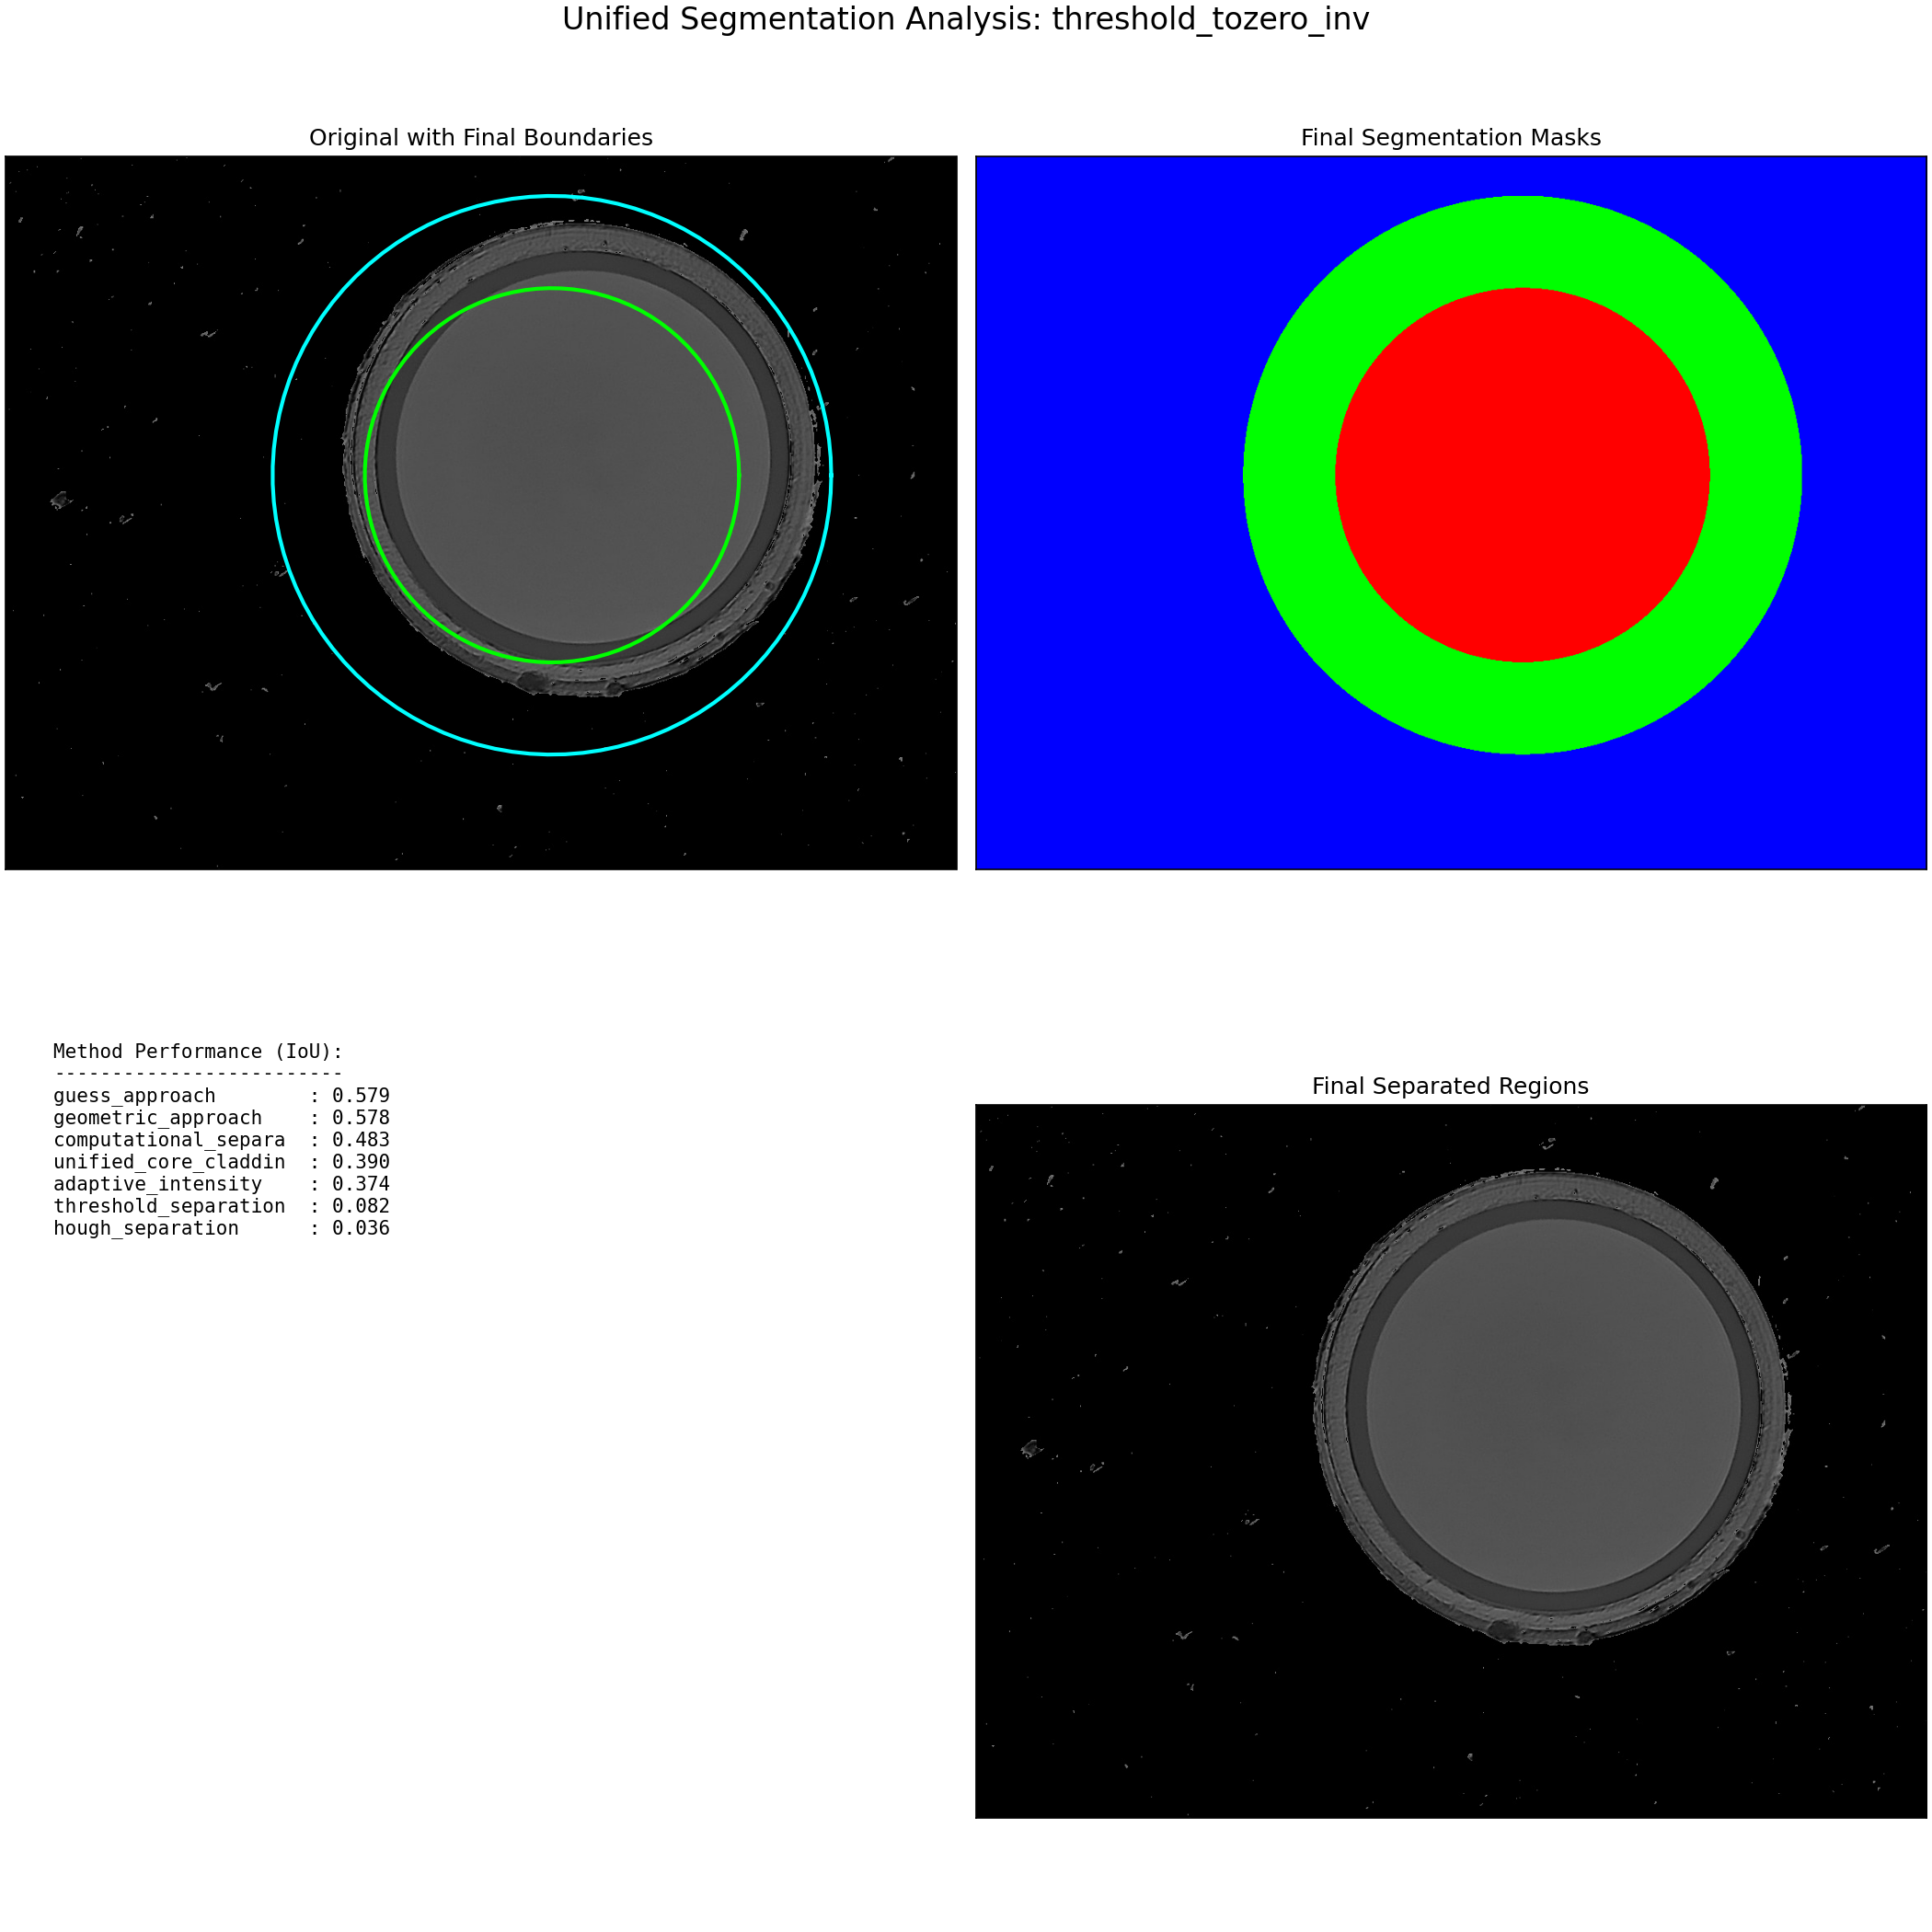 Unified Segmentation Analysis: threshold_tozero_inv
Original with Final Boundaries
Final Segmentation Masks
Method Performance (IoU):
-------------------------
guess_approach        : 0.579
geometric_approach    : 0.578
computational_separa  : 0.483
unified_core_claddin  : 0.390
adaptive_intensity    : 0.374
threshold_separation  : 0.082
hough_separation      : 0.036
Final Separated Regions